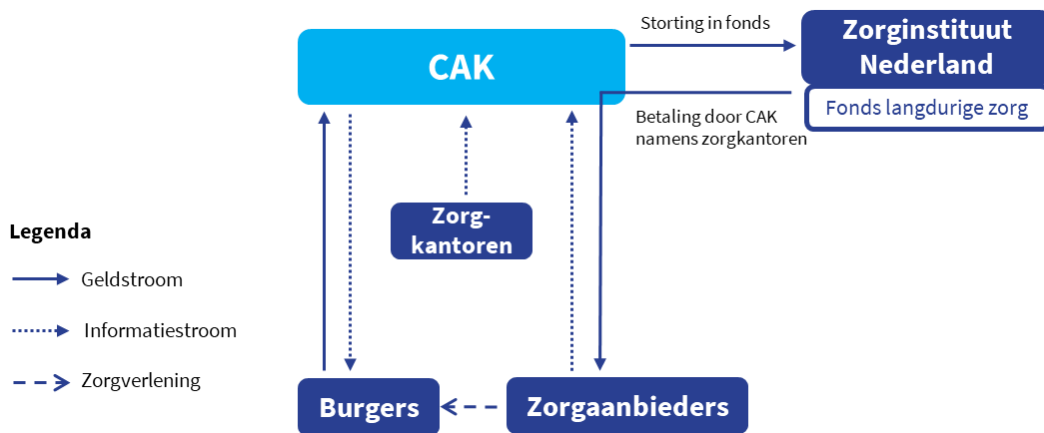 CAK
Storting in fonds
Zorginstituut
Nederland
Fonds langdurige zorg
Betaling door CAK
namens zorgkantoren
Zorg-
kantoren
Legenda
Geldstroom
Informatiestroom
Zorgverlening
Burgers
Zorgaanbieders